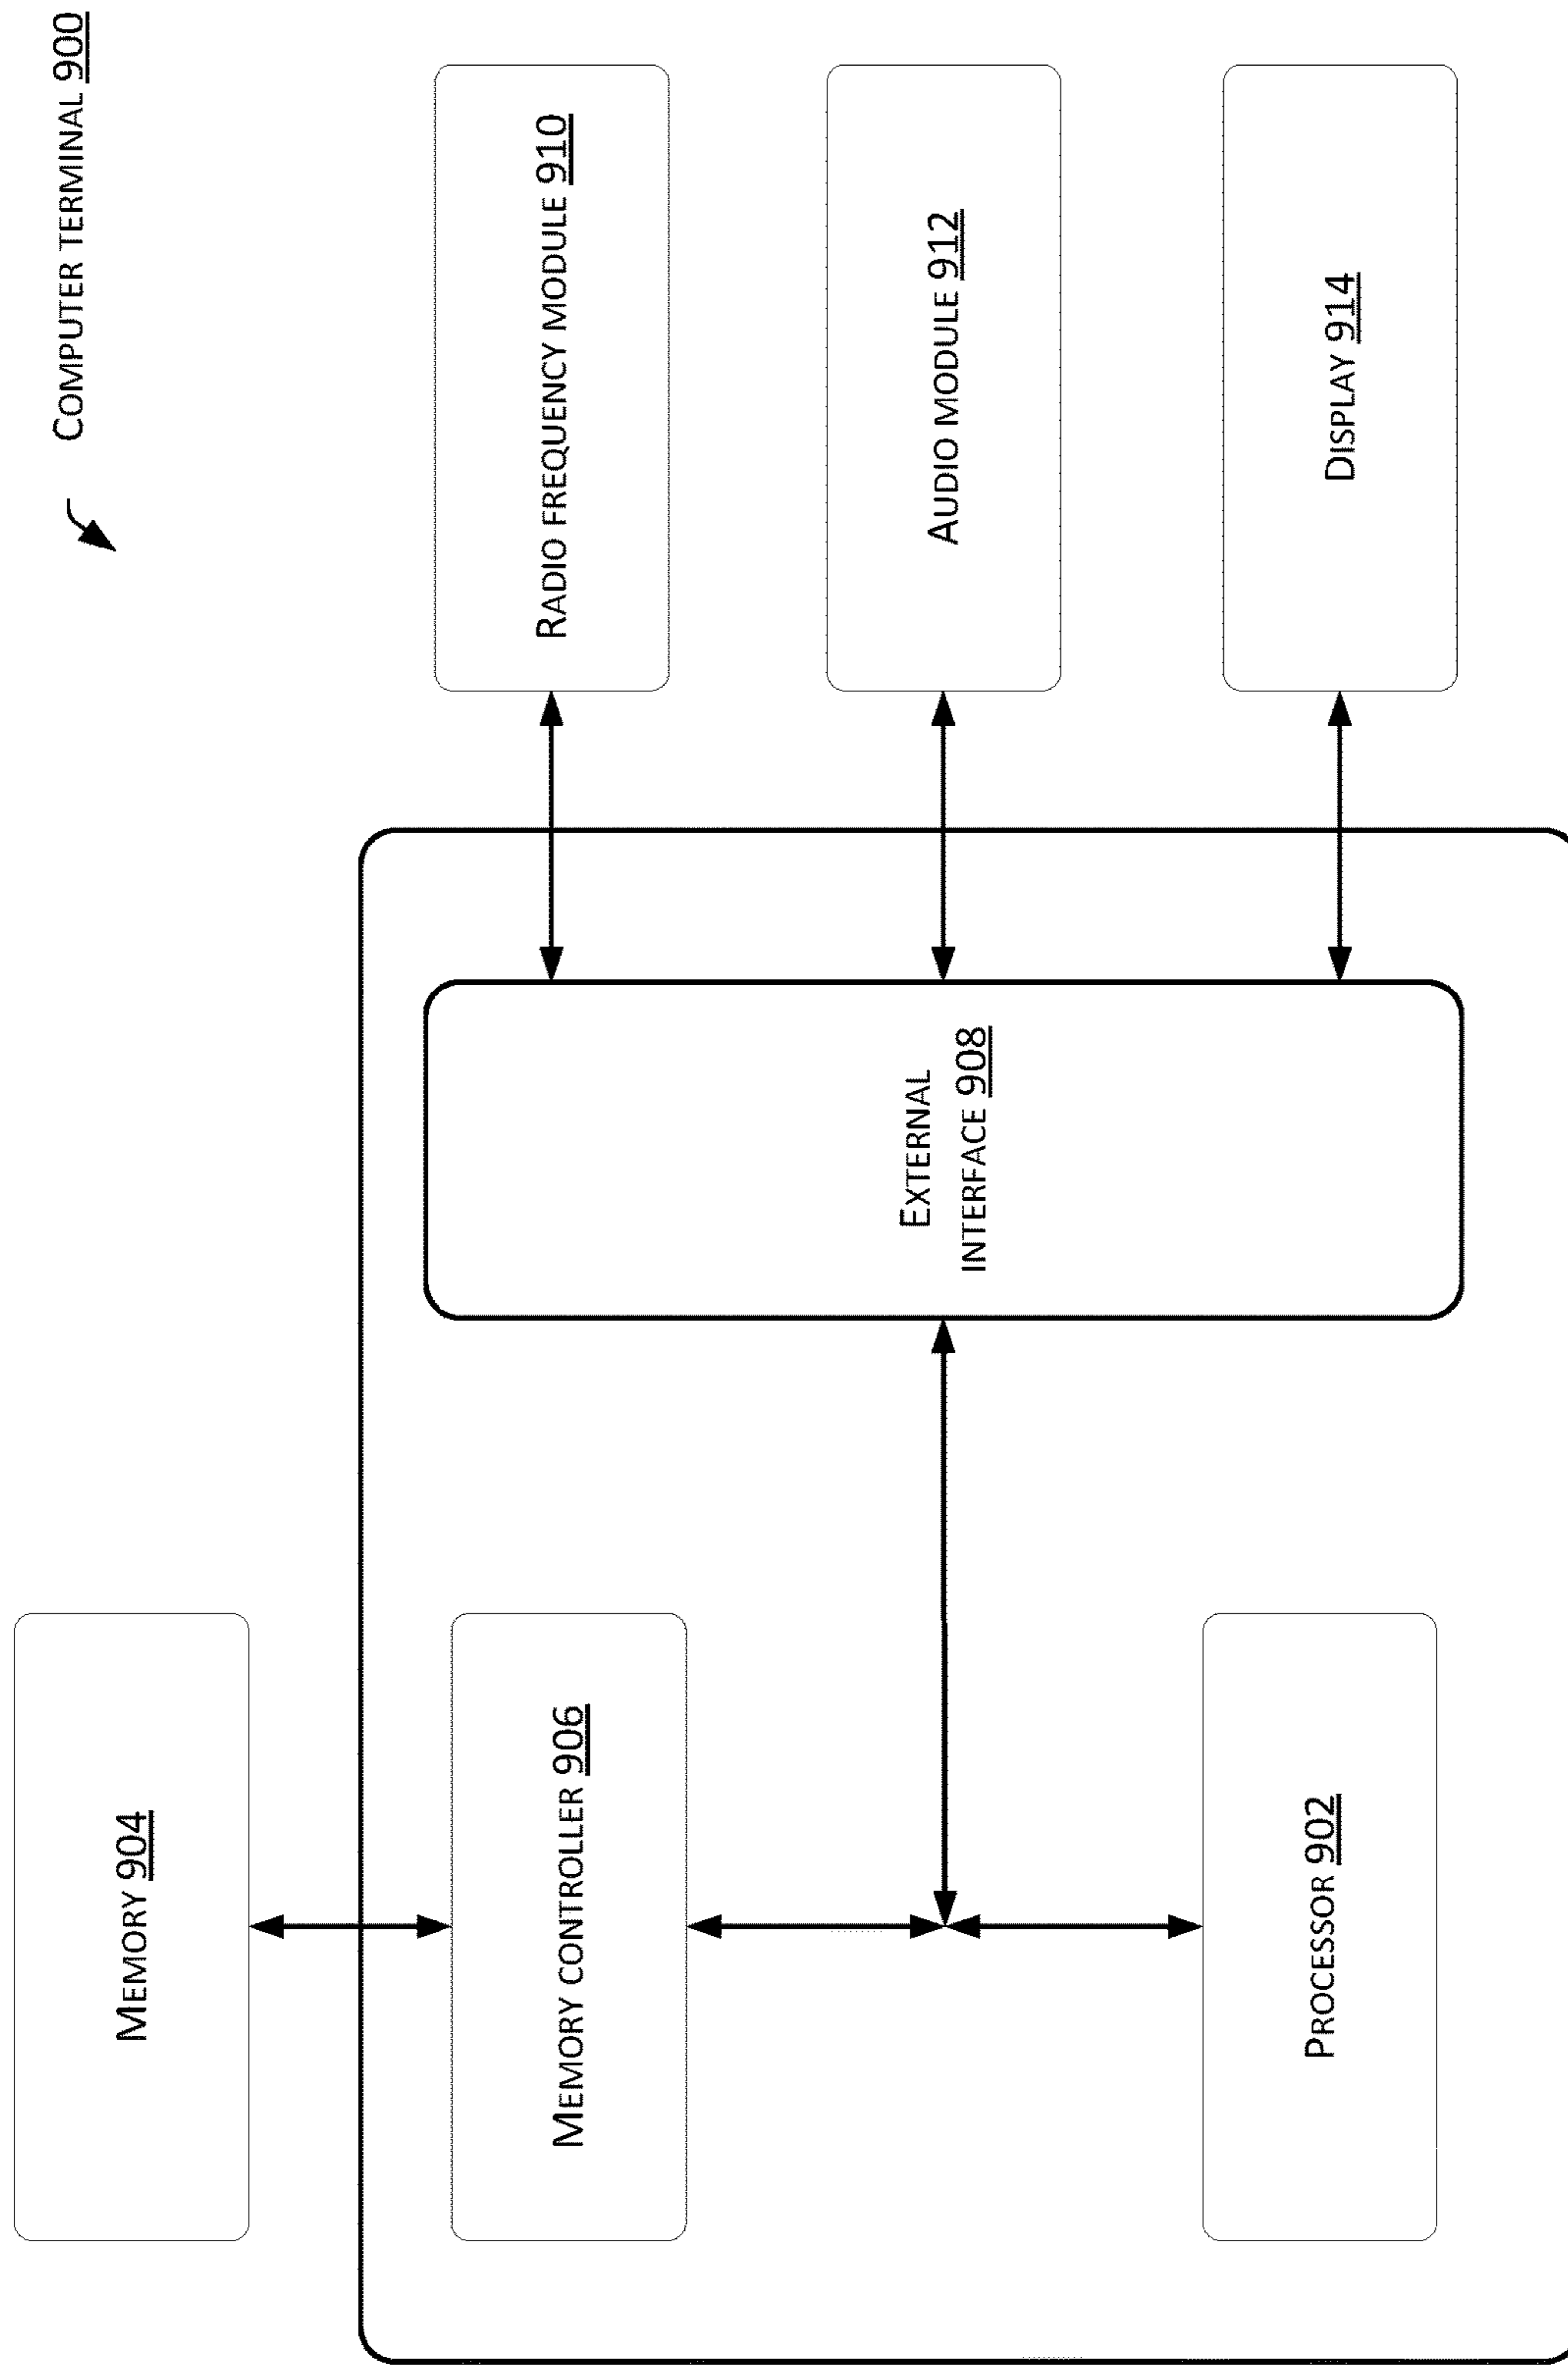 COMPUTER TERMINAL 900
MEMORY 904
MEMORY CONTROLLER 906
RADIO FREQUENCY MODULE 910
EXTERNAL
INTERFACE 908
AUDIO MODULE 912
PROCESSOR 902
DISPLAY 914